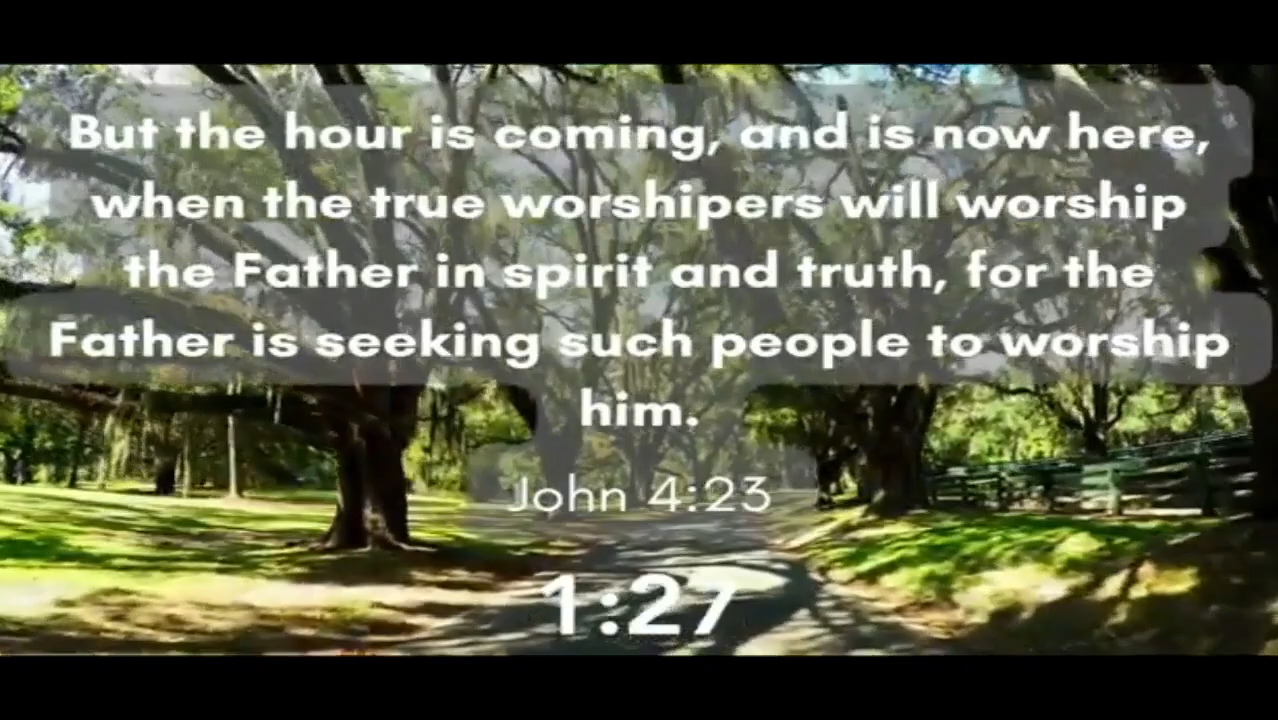 But the hour is coming, and is now here,
when the true worshipers will worship
the Father in spirit and truth, for the
Father is seeking such people to worship
him.
John 4:23
1:27